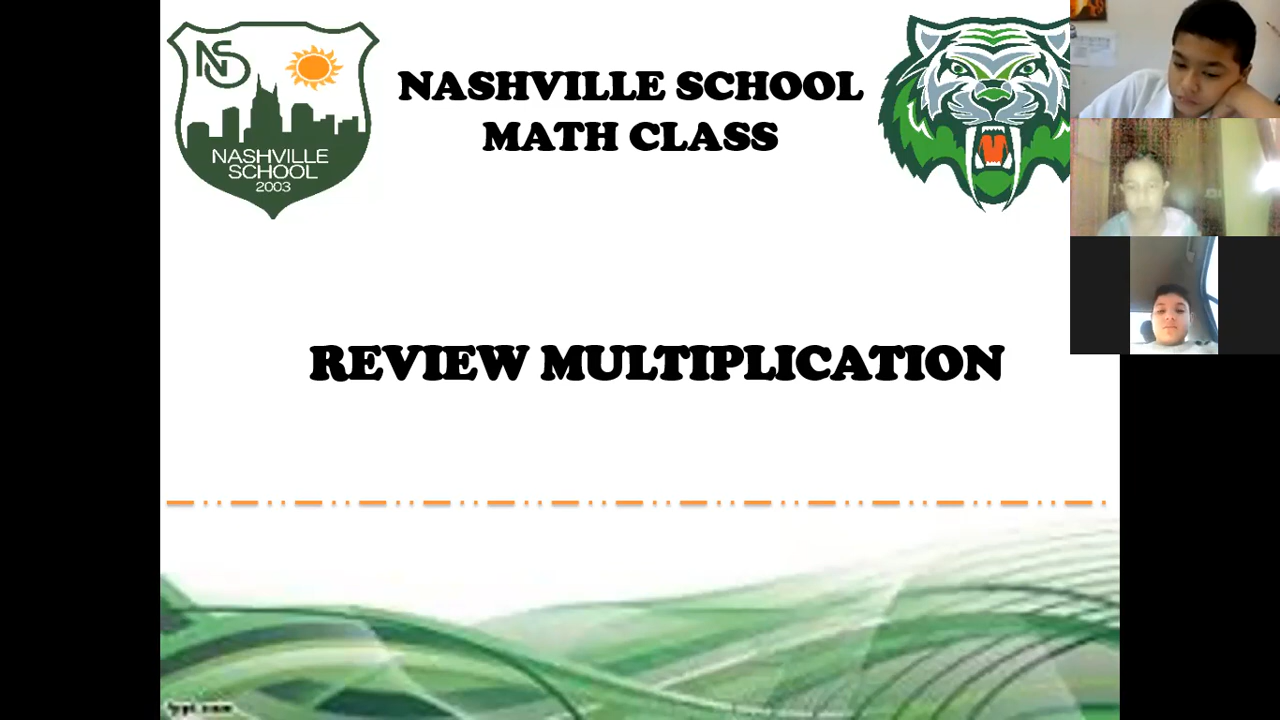 NS
NASHVILLE
SCHOOL
2003
NASHVILLE SCHOOL
MATH CLASS
REVIEW MULTIPLICATION